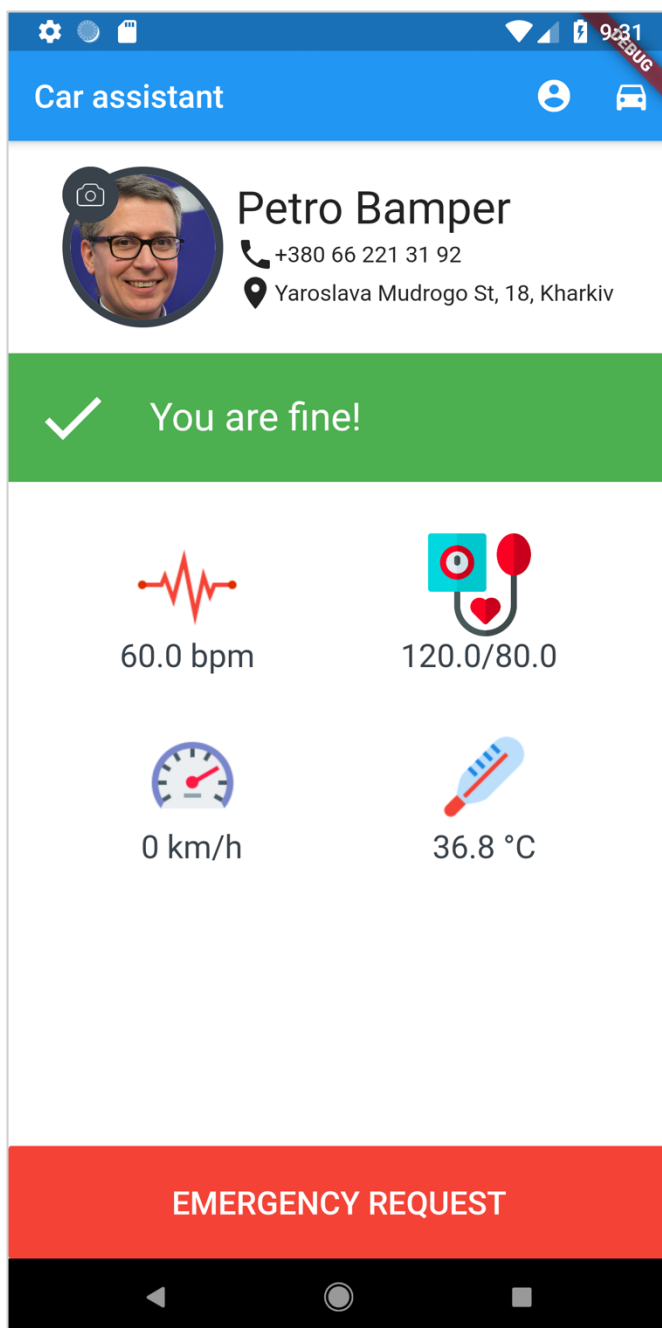 9:31
DEBUG
Car assistant
Petro Bamper
+380 66 221 31 92
Yaroslava Mudrogo St, 18, Kharkiv
You are fine!
60.0 bpm
120.0/80.0
0 km/h
36.8 °C
EMERGENCY REQUEST